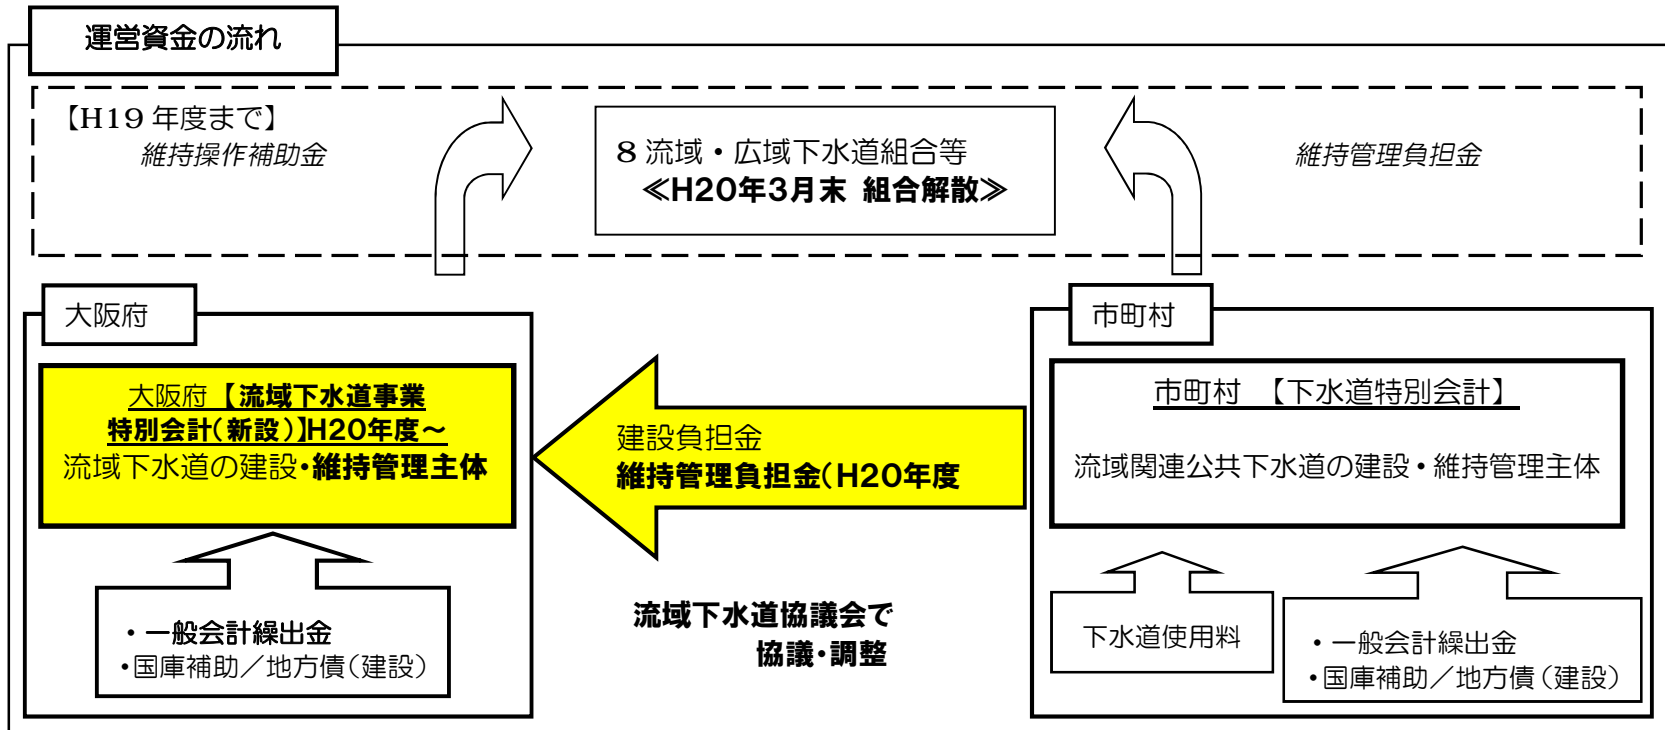 運営資金の流れ
【H19年度まで】
維持操作補助金
8 流域・広域下水道組合等
≪H20年3月末 組合解散≫
維持管理負担金
大阪府
大阪府【流域下水道事業
特別会計(新設)】H20年度～
流域下水道の建設・維持管理主体
・一般会計繰出金
・国庫補助／地方債(建設)
建設負担金
維持管理負担金(H20年度
流域下水道協議会で
協議・調整
市町村
市町村 【下水道特別会計】
流域関連公共下水道の建設・維持管理主体
下水道使用料
・一般会計繰出金
・国庫補助／地方債(建設)